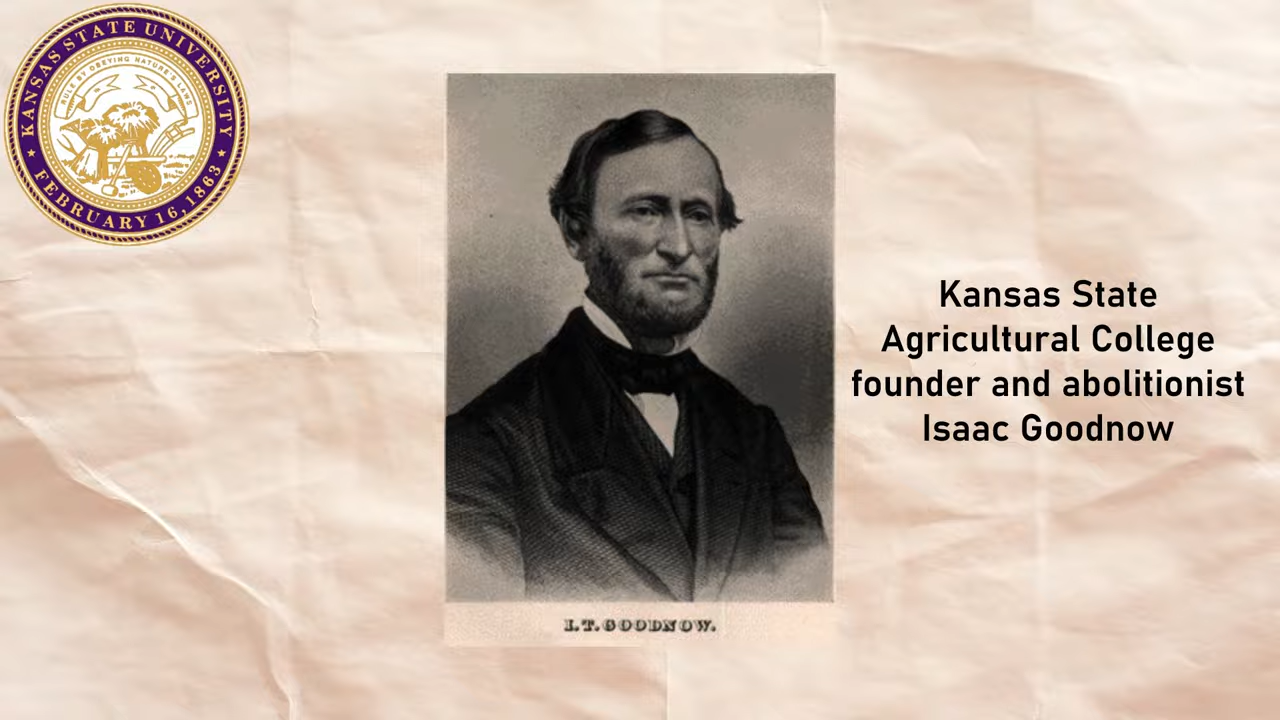 KANSAS STATE UNIVERSITY
RULE BY OBEYING NATURE'S LAWS
FEBRUARY 16, 1863
Kansas State
Agricultural College
founder and abolitionist
Isaac Goodnow
I. T. GOODNOW.